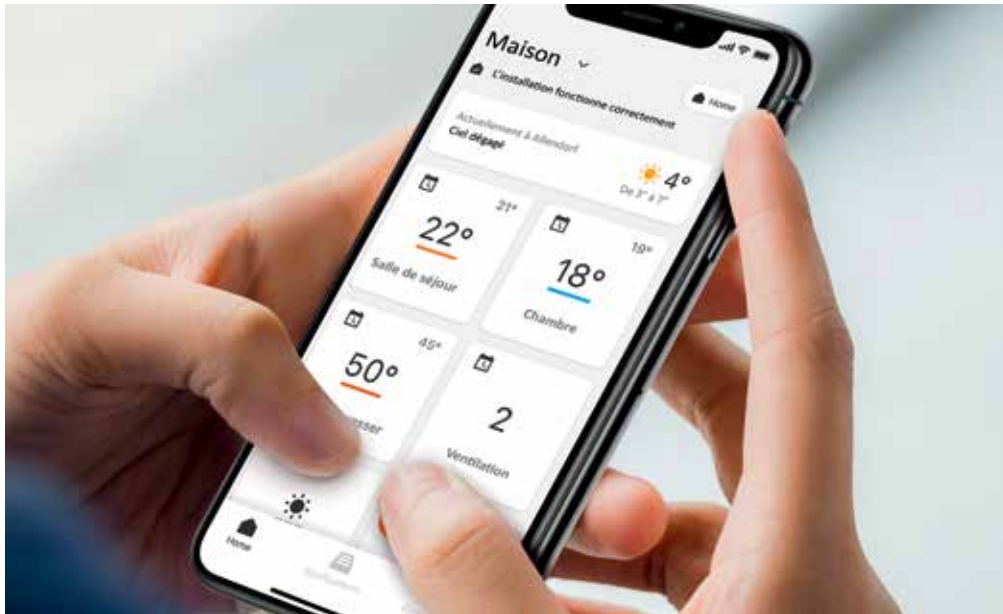 Maison
L'installation fonctionne correctement
Home
Actuellement à Allendorf
Ciel dégagé
4°
De 3° à 7°
21°
22°
Salle de séjour
19°
18°
Chambre
45°
50°
2
Ventilation
Home